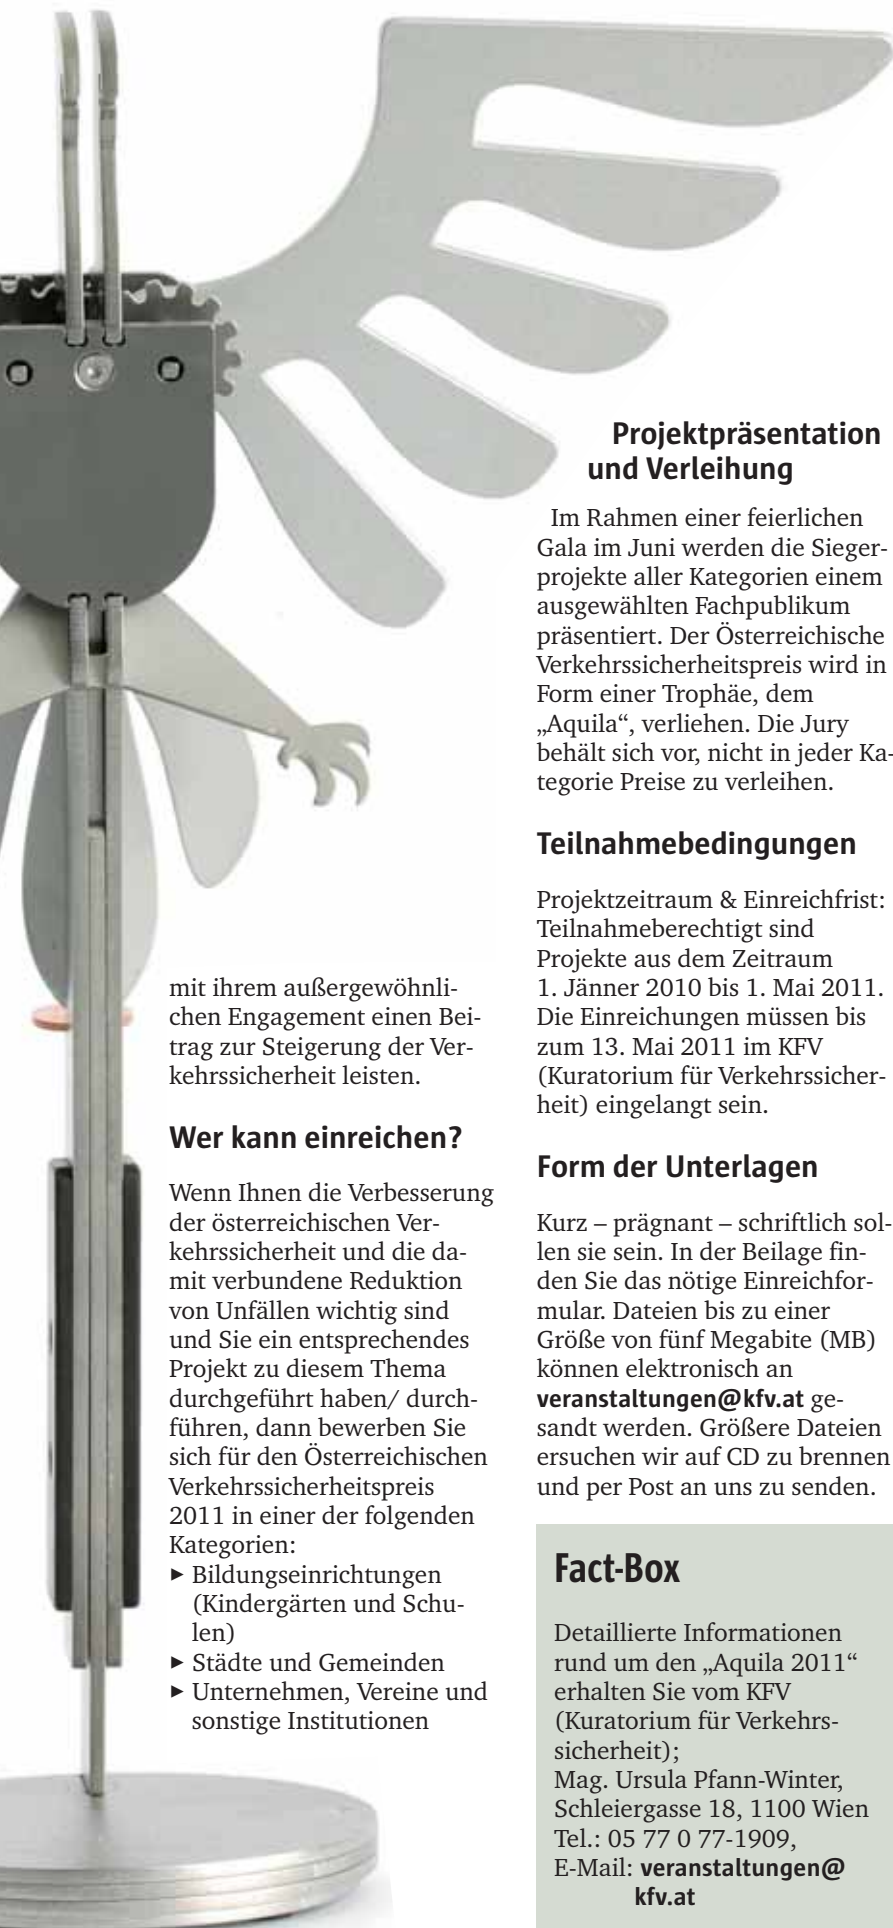 mit ihrem außergewöhnli-
chen Engagement einen Bei-
trag zur Steigerung der Ver-
kehrssicherheit leisten.
Wer kann einreichen?
Wenn Ihnen die Verbesserung
der österreichischen Ver-
kehrssicherheit und die da-
mit verbundene Reduktion
von Unfällen wichtig sind
und Sie ein entsprechendes
Projekt zu diesem Thema
durchgeführt haben/ durch-
führen, dann bewerben Sie
sich für den Österreichischen
Verkehrssicherheitspreis
2011 in einer der folgenden
Kategorien:
▸ Bildungseinrichtungen
(Kindergärten und Schu-
len)
▸ Städte und Gemeinden
▸ Unternehmen, Vereine und
sonstige Institutionen
Projektpräsentation
und Verleihung
Im Rahmen einer feierlichen
Gala im Juni werden die Sieger-
projekte aller Kategorien einem
ausgewählten Fachpublikum
präsentiert. Der Österreichische
Verkehrssicherheitspreis wird in
Form einer Trophäe, dem
„Aquila“, verliehen. Die Jury
behält sich vor, nicht in jeder Ka-
tegorie Preise zu verleihen.
Teilnahmebedingungen
Projektzeitraum & Einreichfrist:
Teilnahmeberechtigt sind
Projekte aus dem Zeitraum
1. Jänner 2010 bis 1. Mai 2011.
Die Einreichungen müssen bis
zum 13. Mai 2011 im KFV
(Kuratorium für Verkehrssicher-
heit) eingelangt sein.
Form der Unterlagen
Kurz – prägnant – schriftlich sol-
len sie sein. In der Beilage fin-
den Sie das nötige Einreichfor-
mular. Dateien bis zu einer
Größe von fünf Megabite (MB)
können elektronisch an
veranstaltungen@kfv.at ge-
sandt werden. Größere Dateien
ersuchen wir auf CD zu brennen
und per Post an uns zu senden.
Fact-Box
Detaillierte Informationen
rund um den „Aquila 2011“
erhalten Sie vom KFV
(Kuratorium für Verkehrs-
sicherheit);
Mag. Ursula Pfann-Winter,
Schleiergasse 18, 1100 Wien
Tel.: 05 77 0 77-1909,
E-Mail: veranstaltungen@
kfv.at